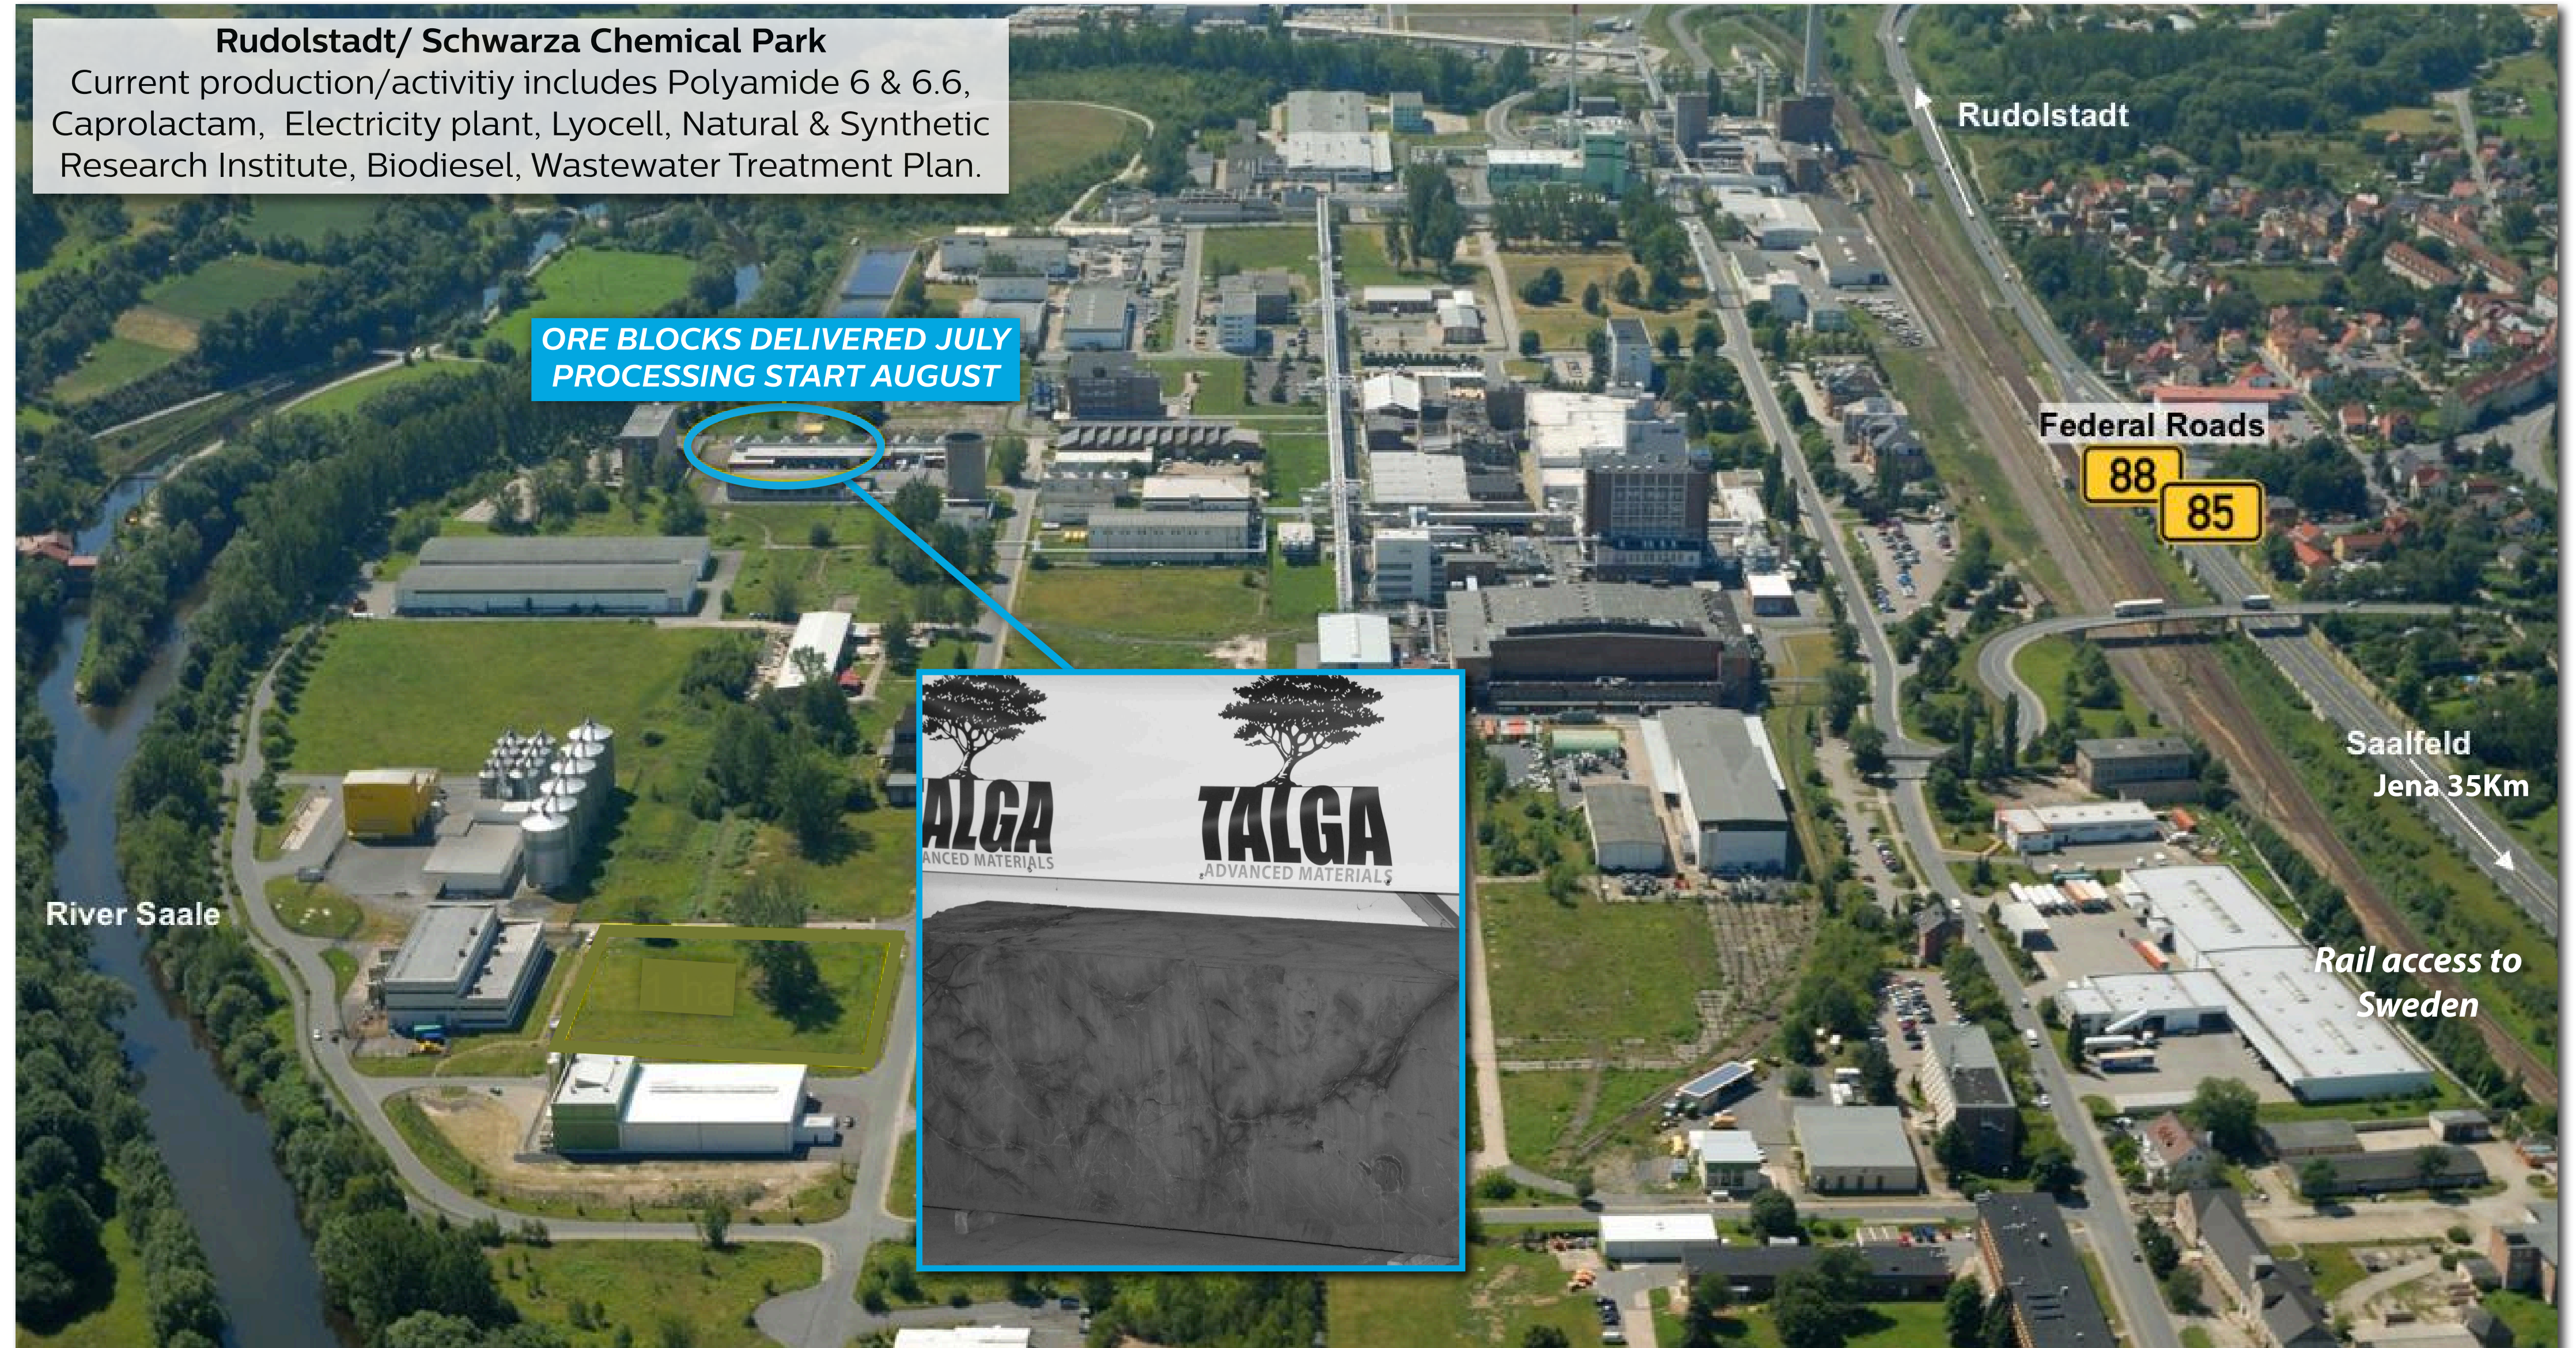 Rudolstadt/ Schwarza Chemical Park
Current production/activitiy includes Polyamide 6 & 6.6,
Caprolactam, Electricity plant, Lyocell, Natural & Synthetic
Research Institute, Biodiesel, Wastewater Treatment Plan.
Rudolstadt
ORE BLOCKS DELIVERED JULY
PROCESSING START AUGUST
Federal Roads
88
85
Saalfeld
Jena 35Km
River Saale
Rail access to
Sweden
ALGA
ANCED MATERIALS
TALGA
ADVANCED MATERIALS